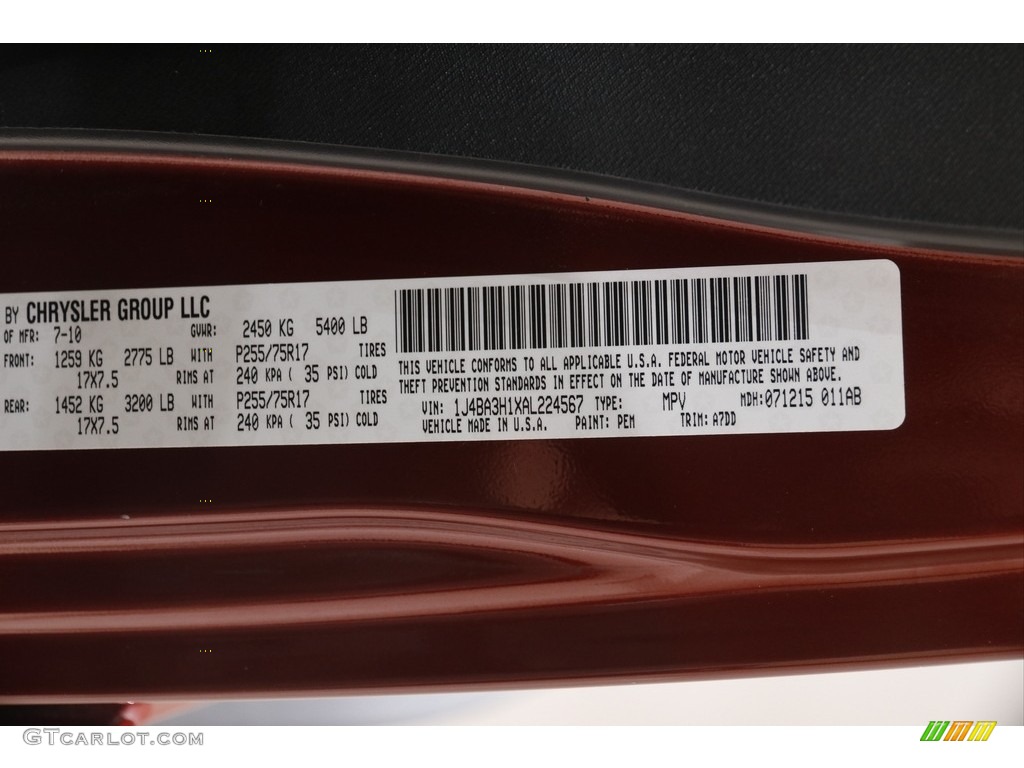 BY CHRYSLER GROUP LLC
OF MFR: 7-10 GVWR: 2450 KG 5400 LB
FRONT: 1259 KG 2775 LB WITH P255/75R17 TIRES
17X7.5 RIMS AT 240 KPA ( 35 PSI) COLD
REAR: 1452 KG 3200 LB WITH P255/75R17 TIRES
17X7.5 RIMS AT 240 KPA ( 35 PSI) COLD
THIS VEHICLE CONFORMS TO ALL APPLICABLE U.S.A. FEDERAL MOTOR VEHICLE SAFETY AND
THEFT PREVENTION STANDARDS IN EFFECT ON THE DATE OF MANUFACTURE SHOWN ABOVE.
VIN: 1J4BA3H1XAL224567 TYPE: MPV MDH:071215 011AB
VEHICLE MADE IN U.S.A. PAINT: PEM TRIM: A7DD
GTCARLOT.COM